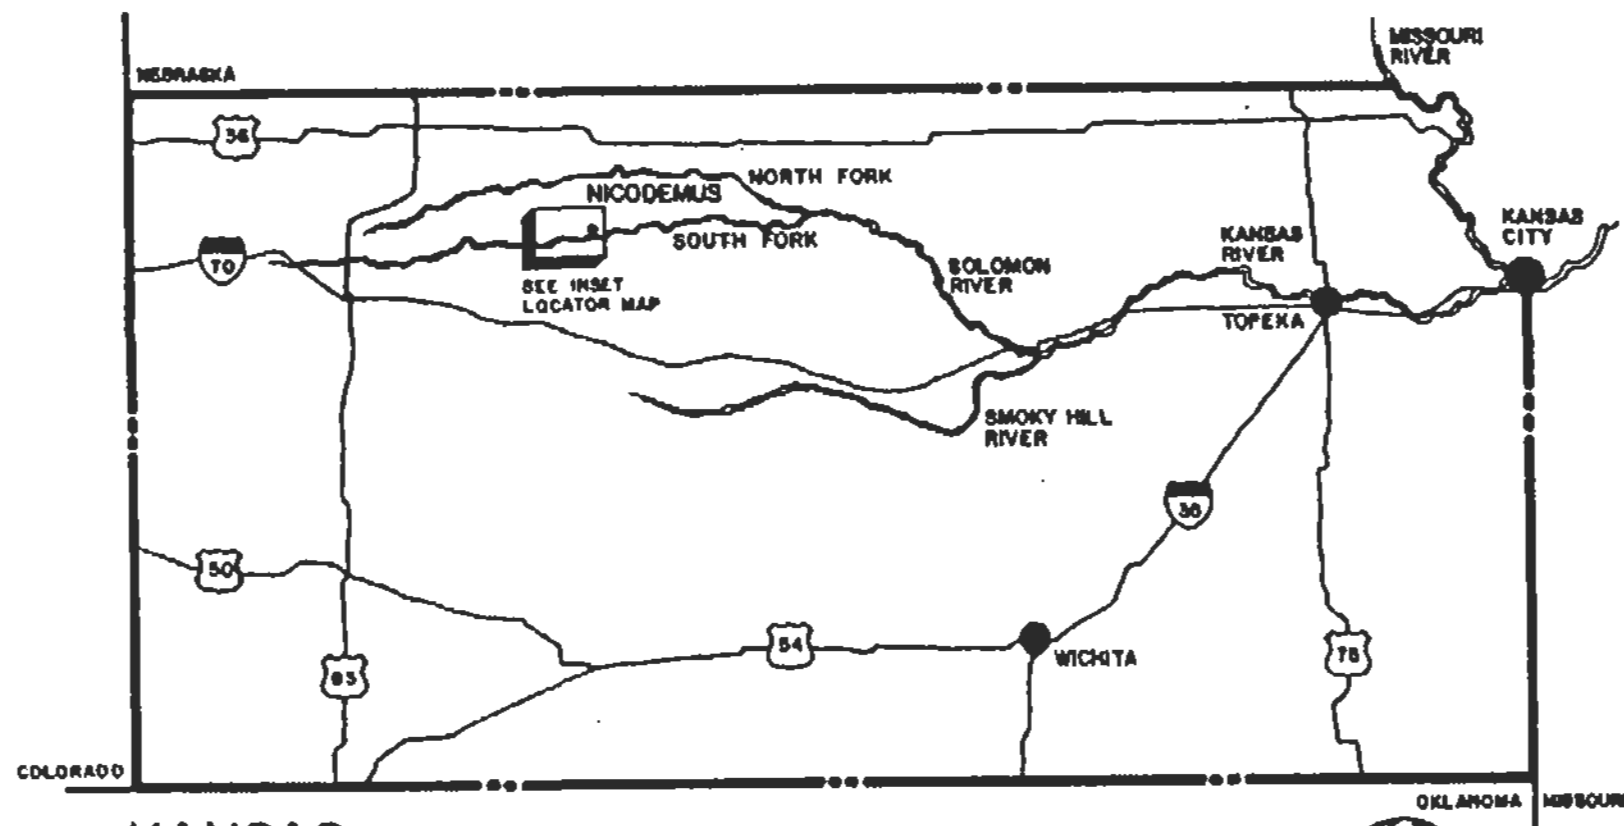 MISSOURI
RIVER
NEBRASKA
36
NORTH FORK
NICODEMUS
KANSAS
CITY
KANSAS
RIVER
SOUTH FORK
70
SOLOMON
RIVER
SEE INSET
LOCATOR MAP
TOPEKA
SMOKY HILL
RIVER
50
54
WICHITA
75
83
COLORADO
OKLAHOMA
MISSOURI